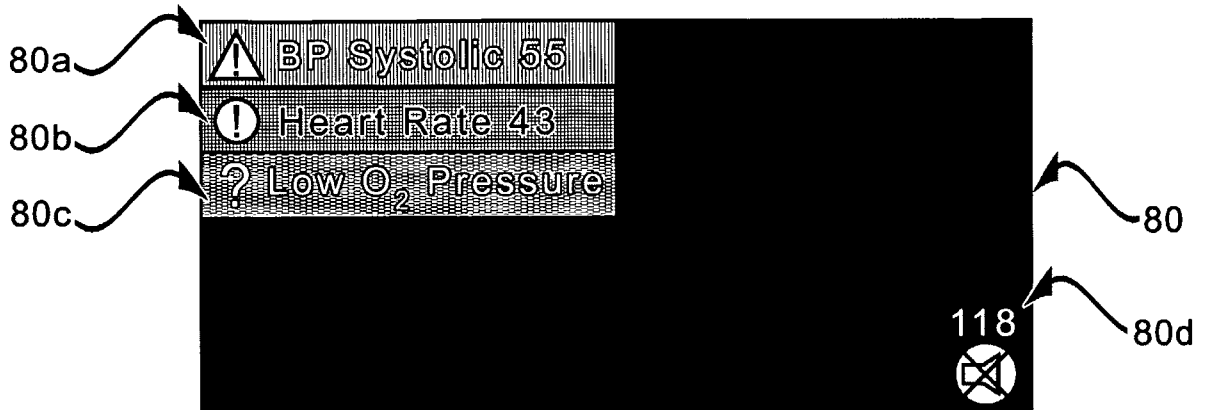 80a
BP Systolic 55
80b
Heart Rate 43
80c
? Low O₂ Pressure
80
118
80d